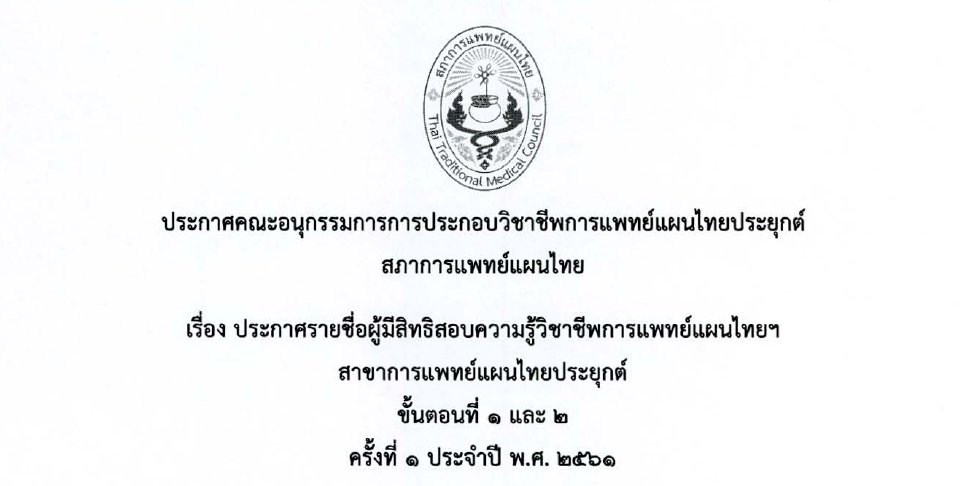 สภาการแพทย์แผนไทย
Thai Traditional Medical Council
ประกาศคณะอนุกรรมการการประกอบวิชาชีพการแพทย์แผนไทยประยุกต์
สภาการแพทย์แผนไทย
เรื่อง ประกาศรายชื่อผู้มีสิทธิสอบความรู้วิชาชีพการแพทย์แผนไทยฯ
สาขาการแพทย์แผนไทยประยุกต์
ขั้นตอนที่ ๑ และ ๒
ครั้งที่ ๑ ประจำปี พ.ศ. ๒๕๖๑